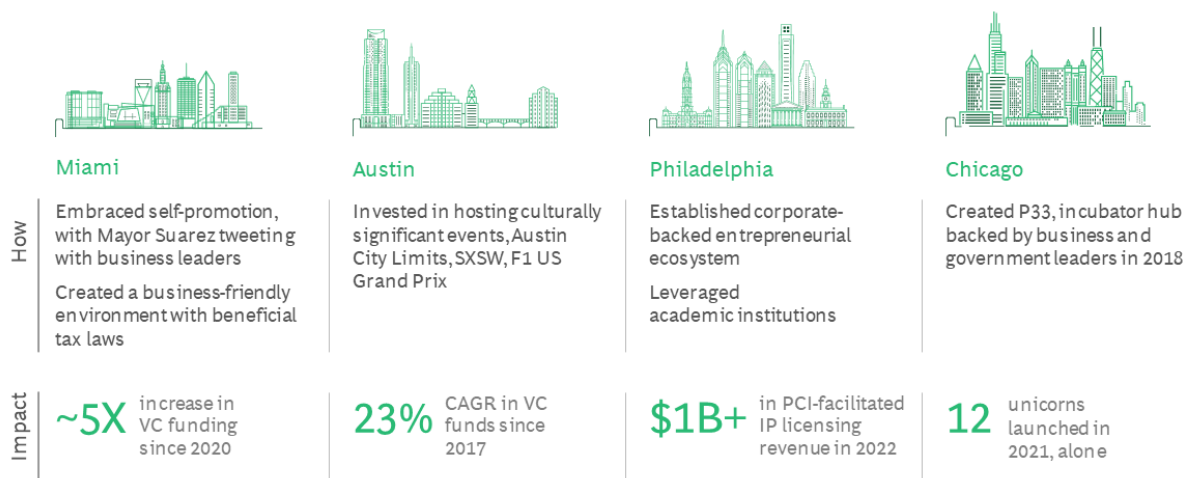 Miami
Austin
Philadelphia
Chicago
How
Embraced self-promotion,
with Mayor Suarez tweeting
with business leaders
Created a business-friendly
environment with beneficial
tax laws
Invested in hosting culturally
significant events, Austin
City Limits, SXSW, F1 US
Grand Prix
Established corporate-
backed entrepreneurial
ecosystem
Leveraged
academic institutions
Created P33, incubator hub
backed by business and
government leaders in 2018
Impact
~5X
increase in
VC funding
since 2020
23%
CAGR in VC
funds since
2017
$1B+
in PCI-facilitated
IP licensing
revenue in 2022
12
unicorns
launched in
2021, alone